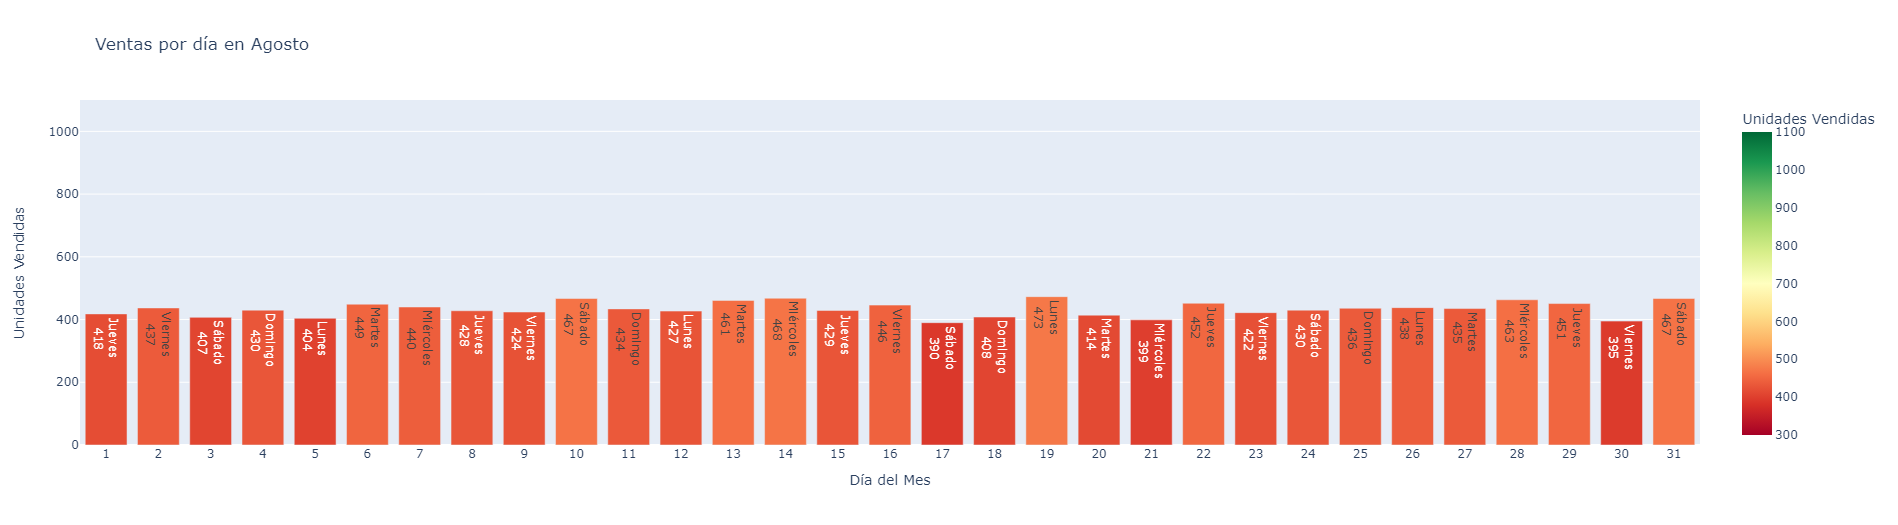 Ventas por día en Agosto
Unidades Vendidas
1000
800
600
400
200
0
Jueves
418
Viernes
437
Sábado
407
Domingo
430
Lunes
404
Martes
449
Miércoles
440
Jueves
428
Viernes
424
Sábado
467
Domingo
434
Lunes
427
Martes
461
Miércoles
468
Jueves
429
Viernes
446
Sábado
390
Domingo
408
Lunes
473
Martes
414
Miércoles
399
Jueves
452
Viernes
422
Sábado
430
Domingo
436
Lunes
438
Martes
435
Miércoles
463
Jueves
451
Viernes
395
Sábado
467
1 2 3 4 5 6 7 8 9 10 11 12 13 14 15 16 17 18 19 20 21 22 23 24 25 26 27 28 29 30 31
Día del Mes
Unidades Vendidas
1100
1000
900
800
700
600
500
400
300